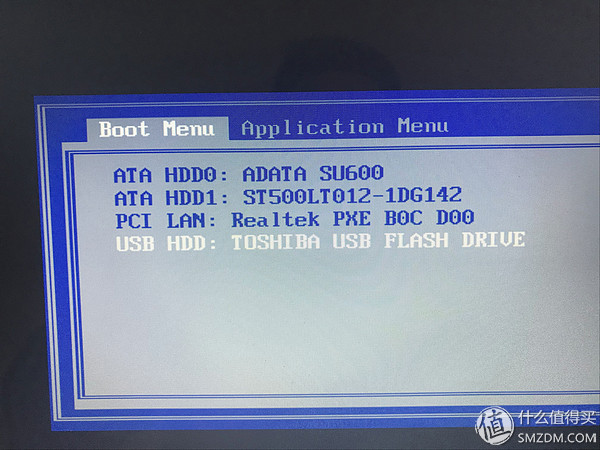 Boot Menu Application Menu
ATA HDD0: ADATA SU600
ATA HDD1: ST500LT012-1DG142
PCI LAN: Realtek PXE B0C D00
USB HDD: TOSHIBA USB FLASH DRIVE
值 什么值得买
SMZDM.COM